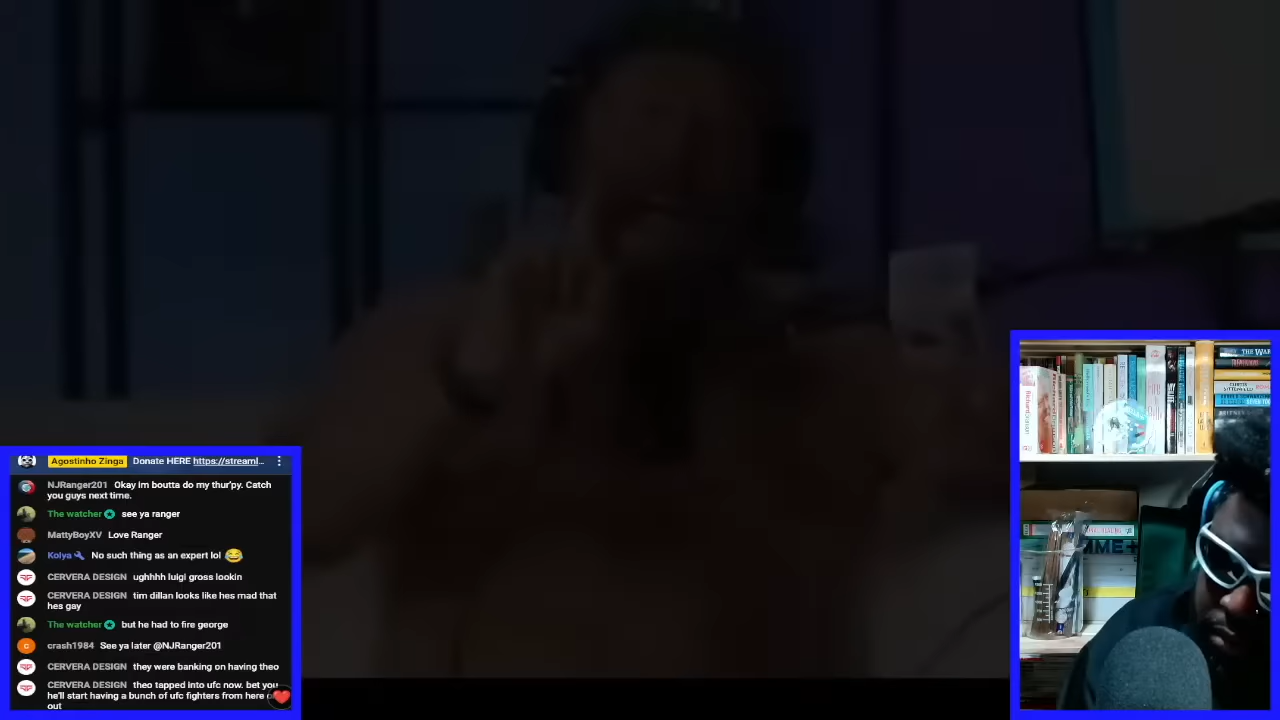 Agostinho Zinga Donate HERE https://streaml...
NJRanger201 Okay im boutta do my thur'py. Catch
you guys next time.
The watcher see ya ranger
MattyBoyXV Love Ranger
Kolya No such thing as an expert lol 😂
CERVERA DESIGN ughhhh luigi gross lookin
CERVERA DESIGN tim dillan looks like hes mad that
hes gay
The watcher but he had to fire george
crash1984 See ya later @NJRanger201
CERVERA DESIGN they were banking on having theo
CERVERA DESIGN theo tapped into ufc now. bet you
he'll start having a bunch of ufc fighters from here
out
THE WAR
CURTIS
SITTENFELD